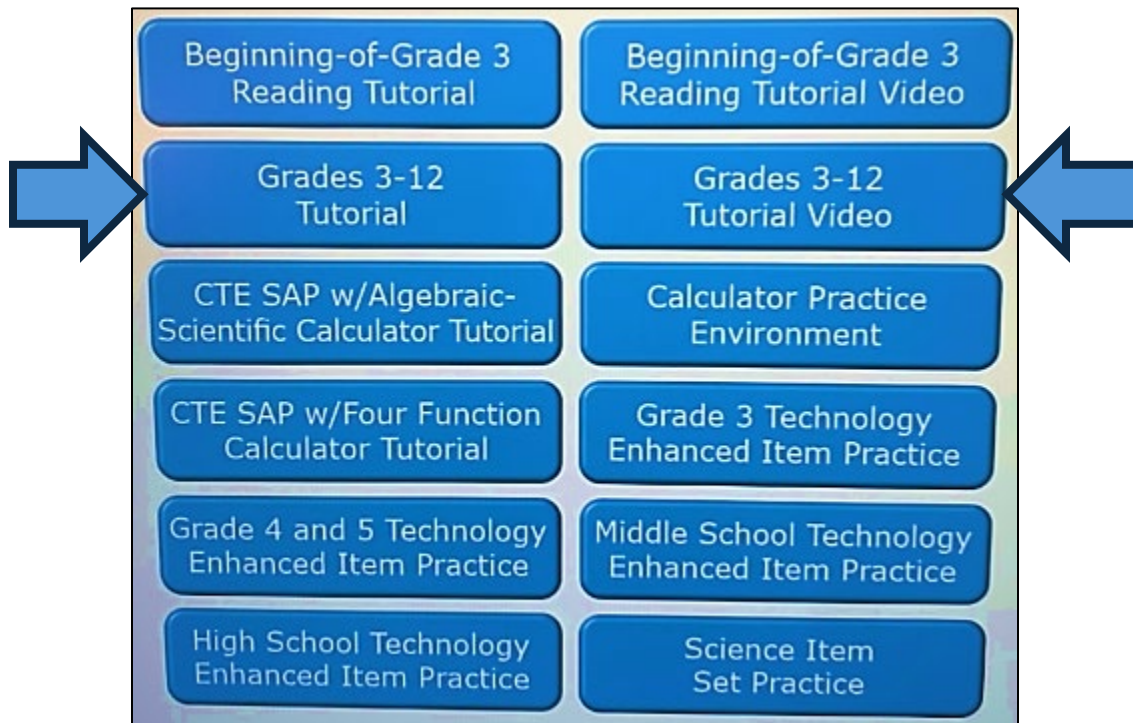 Beginning-of-Grade 3
Reading Tutorial
Beginning-of-Grade 3
Reading Tutorial Video
Grades 3-12
Tutorial
Grades 3-12
Tutorial Video
CTE SAP w/Algebraic-
Scientific Calculator Tutorial
Calculator Practice
Environment
CTE SAP w/Four Function
Calculator Tutorial
Grade 3 Technology
Enhanced Item Practice
Grade 4 and 5 Technology
Enhanced Item Practice
Middle School Technology
Enhanced Item Practice
High School Technology
Enhanced Item Practice
Science Item
Set Practice